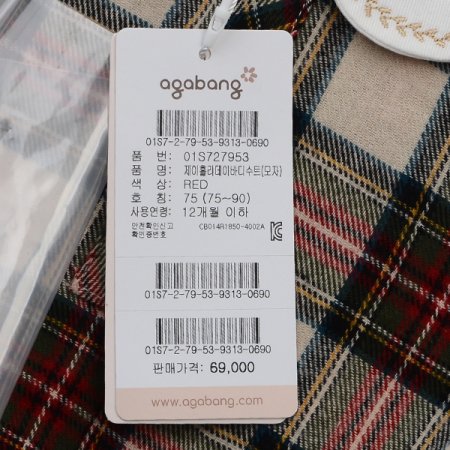 agabang
01S7-2-79-53-9313-0690
품 번: 01S727953
품 명: 제이홀리데이바디수트(모자)
색 상: RED
호 칭: 75 (75~90)
사용연령: 12개월 이하
안전확인신고
확인증번호 CB014R1850-4002A
01S7-2-79-53-9313-0690
01S7-2-79-53-9313-0690
판매가격: 69,000
www.agabang.com